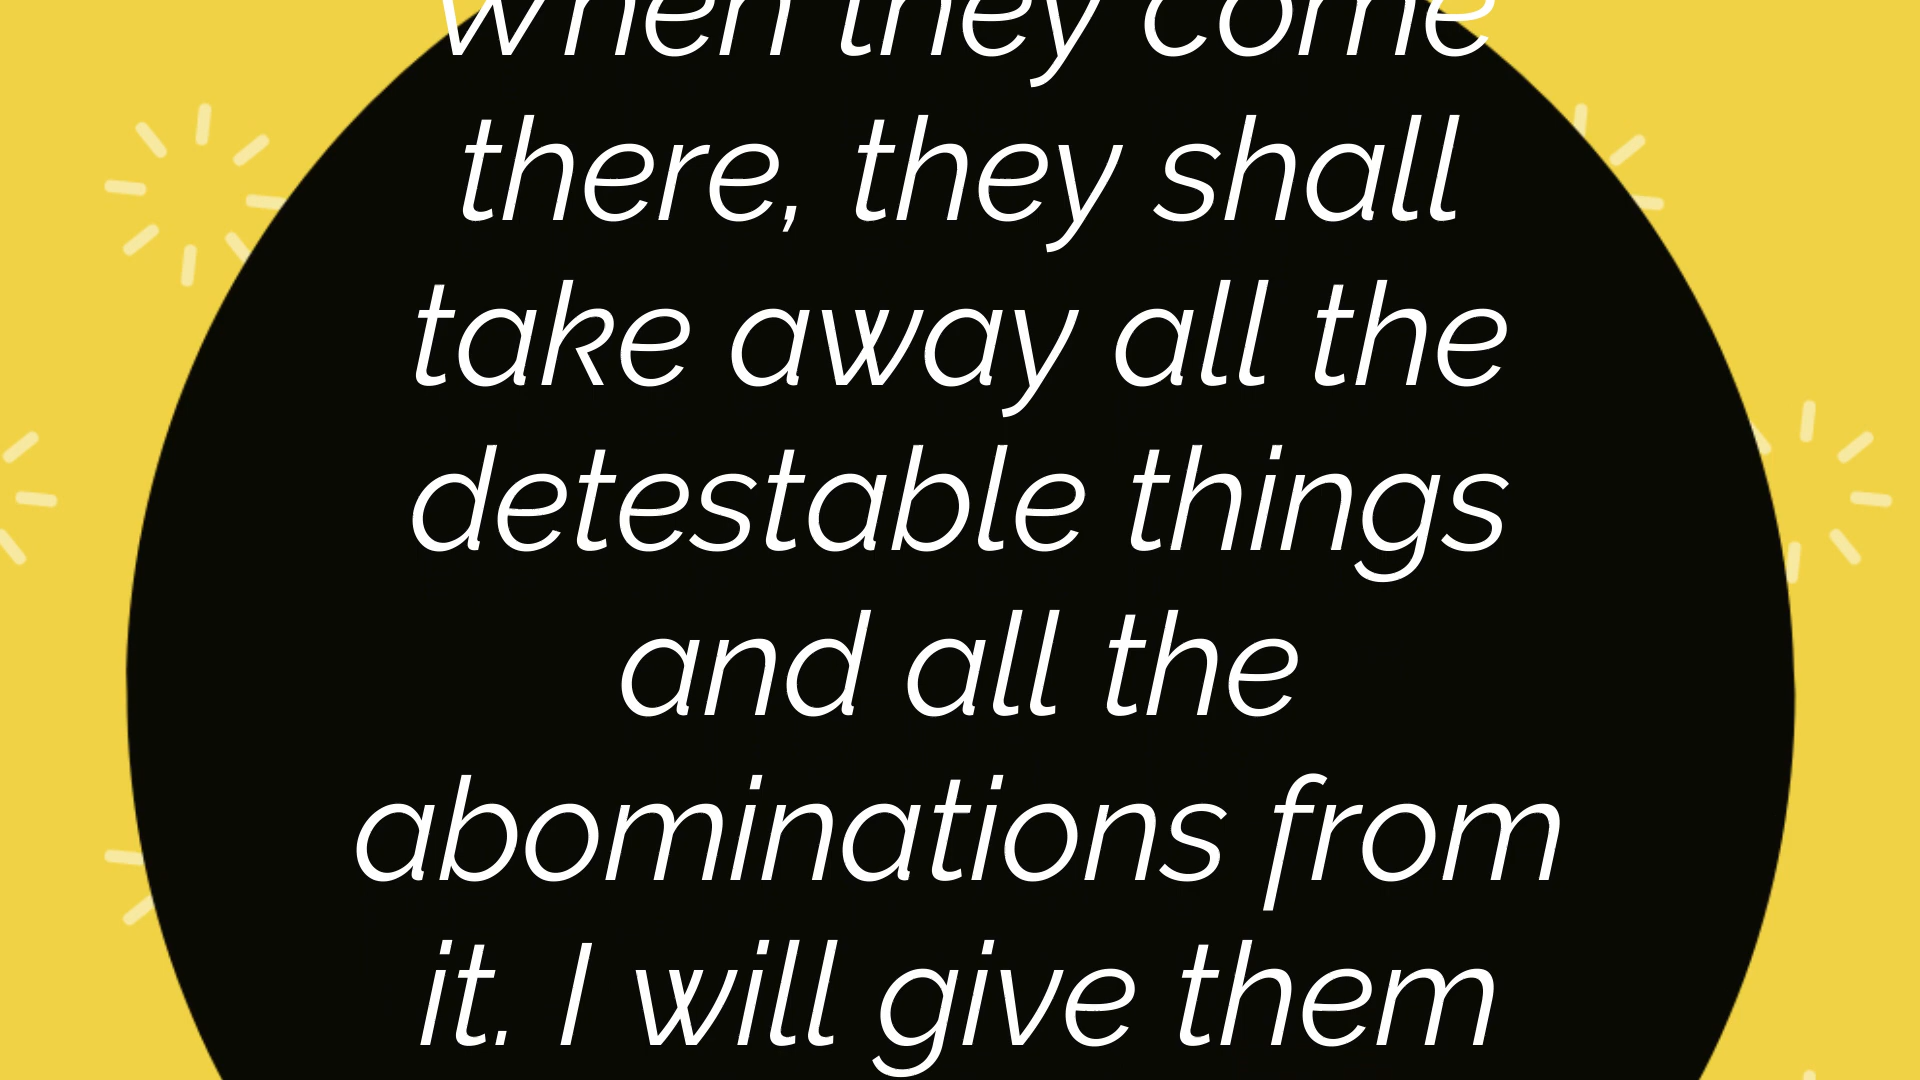 when they come
there, they shall
take away all the
detestable things
and all the
abominations from
it. I will give them